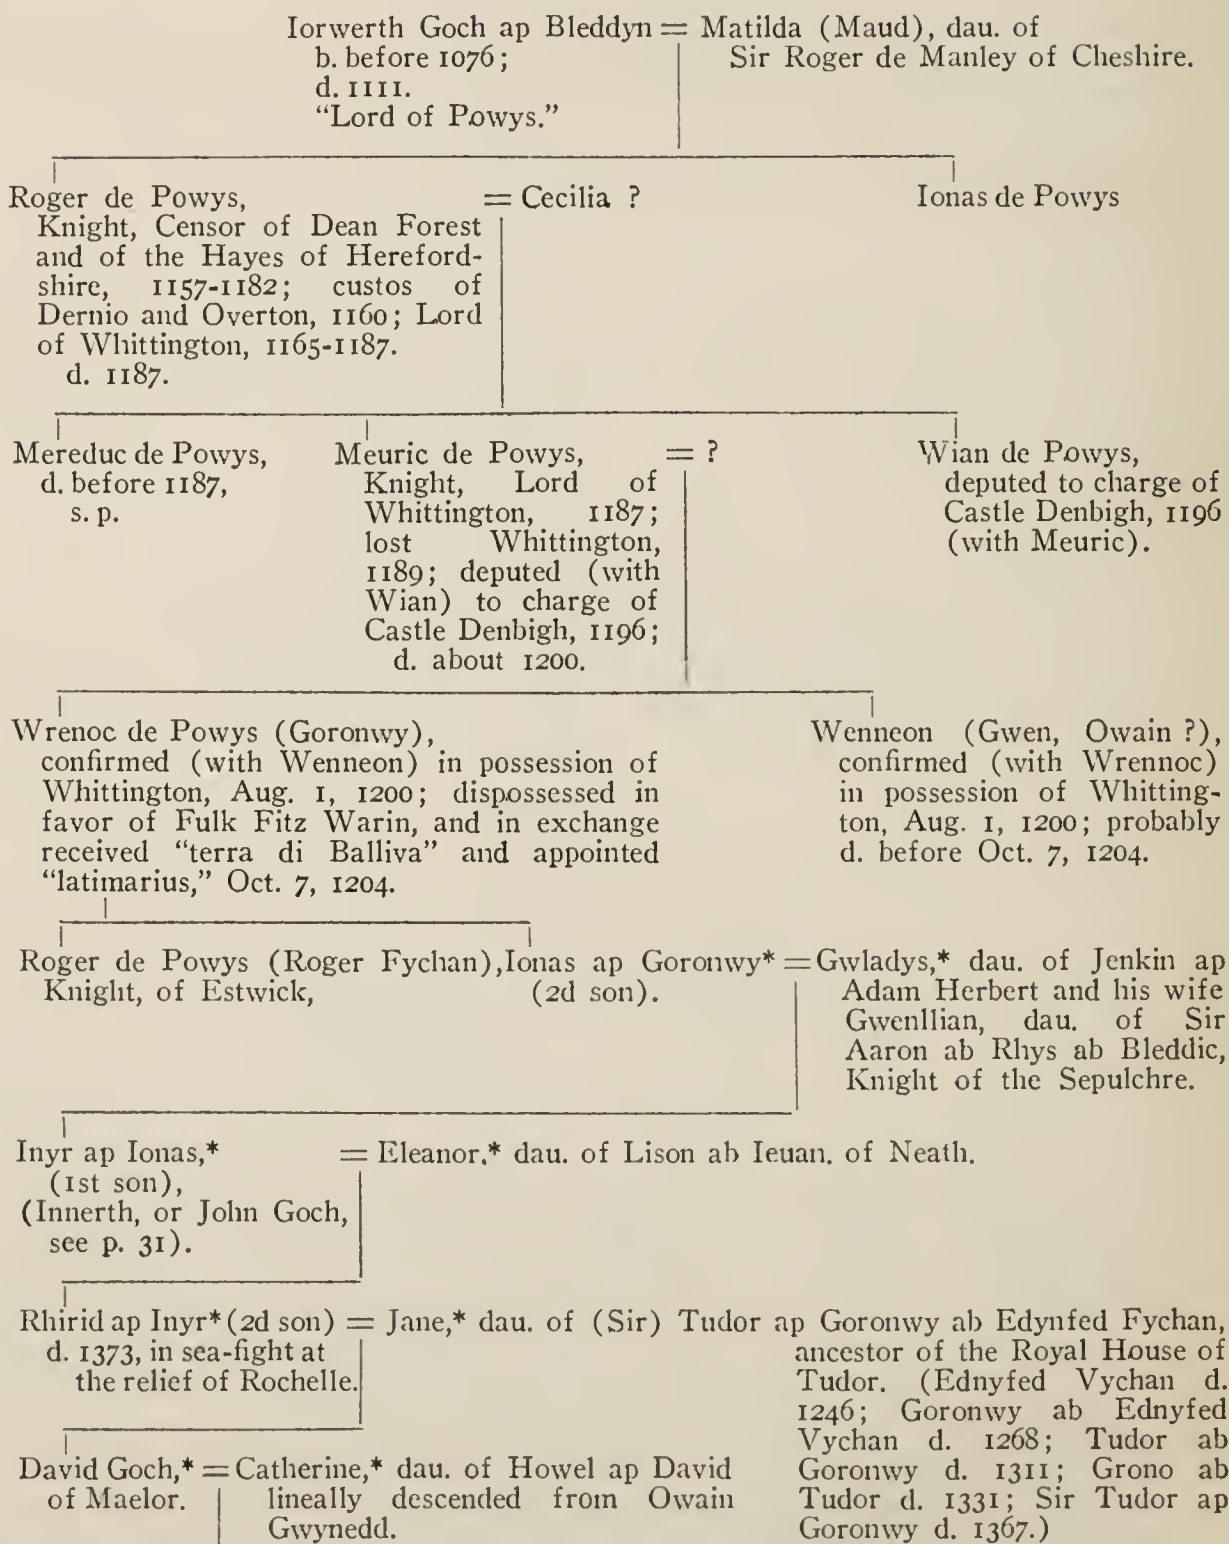 Iorwerth Goch ap Bleddyn = Matilda (Maud), dau. of
b. before 1076; Sir Roger de Manley of Cheshire.
d. 1111.
“Lord of Powys.”
Roger de Powys, = Cecilia ?
Knight, Censor of Dean Forest
and of the Hayes of Hereford-
shire, 1157-1182; custos of
Dernio and Overton, 1160; Lord
of Whittington, 1165-1187.
d. 1187.
Ionas de Powys
Mereduc de Powys,
d. before 1187,
s. p.
Meuric de Powys, = ?
Knight, Lord of
Whittington, 1187;
lost Whittington,
1189; deputed (with
Wian) to charge of
Castle Denbigh, 1196;
d. about 1200.
Wian de Powys,
deputed to charge of
Castle Denbigh, 1196
(with Meuric).
Wrenoc de Powys (Goronwy),
confirmed (with Wenneon) in possession of
Whittington, Aug. 1, 1200; dispossessed in
favor of Fulk Fitz Warin, and in exchange
received “terra di Balliva” and appointed
“latimarius,” Oct. 7, 1204.
Wenneon (Gwen, Owain ?),
confirmed (with Wrennoc)
in possession of Whitting-
ton, Aug. 1, 1200; probably
d. before Oct. 7, 1204.
Roger de Powys (Roger Fychan),
Knight, of Estwick,
Ionas ap Goronwy* =
(2d son).
Gwladys,* dau. of Jenkin ap
Adam Herbert and his wife
Gwenllian, dau. of Sir
Aaron ab Rhys ab Bleddic,
Knight of the Sepulchre.
Inyr ap Ionas,* = Eleanor,* dau. of Lison ab Ieuan, of Neath.
(1st son),
(Innerth, or John Goch,
see p. 31).
Rhirid ap Inyr* (2d son) = Jane,* dau. of (Sir) Tudor ap Goronwy ab Edynfed Fychan,
d. 1373, in sea-fight at
the relief of Rochelle.
ancestor of the Royal House of
Tudor. (Ednyfed Vychan d.
1246; Goronwy ab Ednyfed
Vychan d. 1268; Tudor ab
Goronwy d. 1311; Grono ab
Tudor d. 1331; Sir Tudor ap
Goronwy d. 1367.)
David Goch,* = Catherine,* dau. of Howel ap David
of Maelor. lineally descended from Owain
Gwynedd.